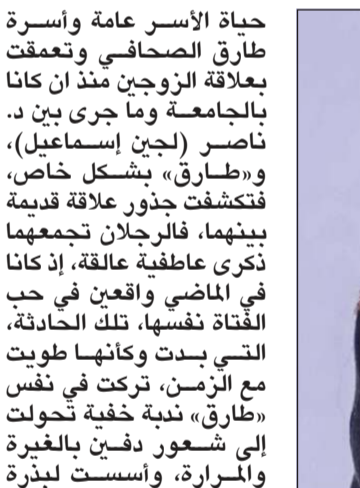 حياة الأسر عامة وأسرة
طارق الصحافي وتعمقت
بعلاقة الزوجين منذ ان كانا
بالجامعة وما جرى بين د.
ناصر (لجين إسماعيل)،
و«طارق» بشكل خاص،
فتكشفت جذور علاقة قديمة
بينهما، فالرجلان تجمعهما
ذكرى عاطفية عالقة، إذ كانا
في الماضي واقعين في حب
الفتاة نفسها، تلك الحادثة،
التي بدت وكأنها طويت
مع الزمن، تركت في نفس
«طارق» ندبة خفية تحولت
إلى شعور دفين بالغيرة
والمرارة، وأسست لبذرة